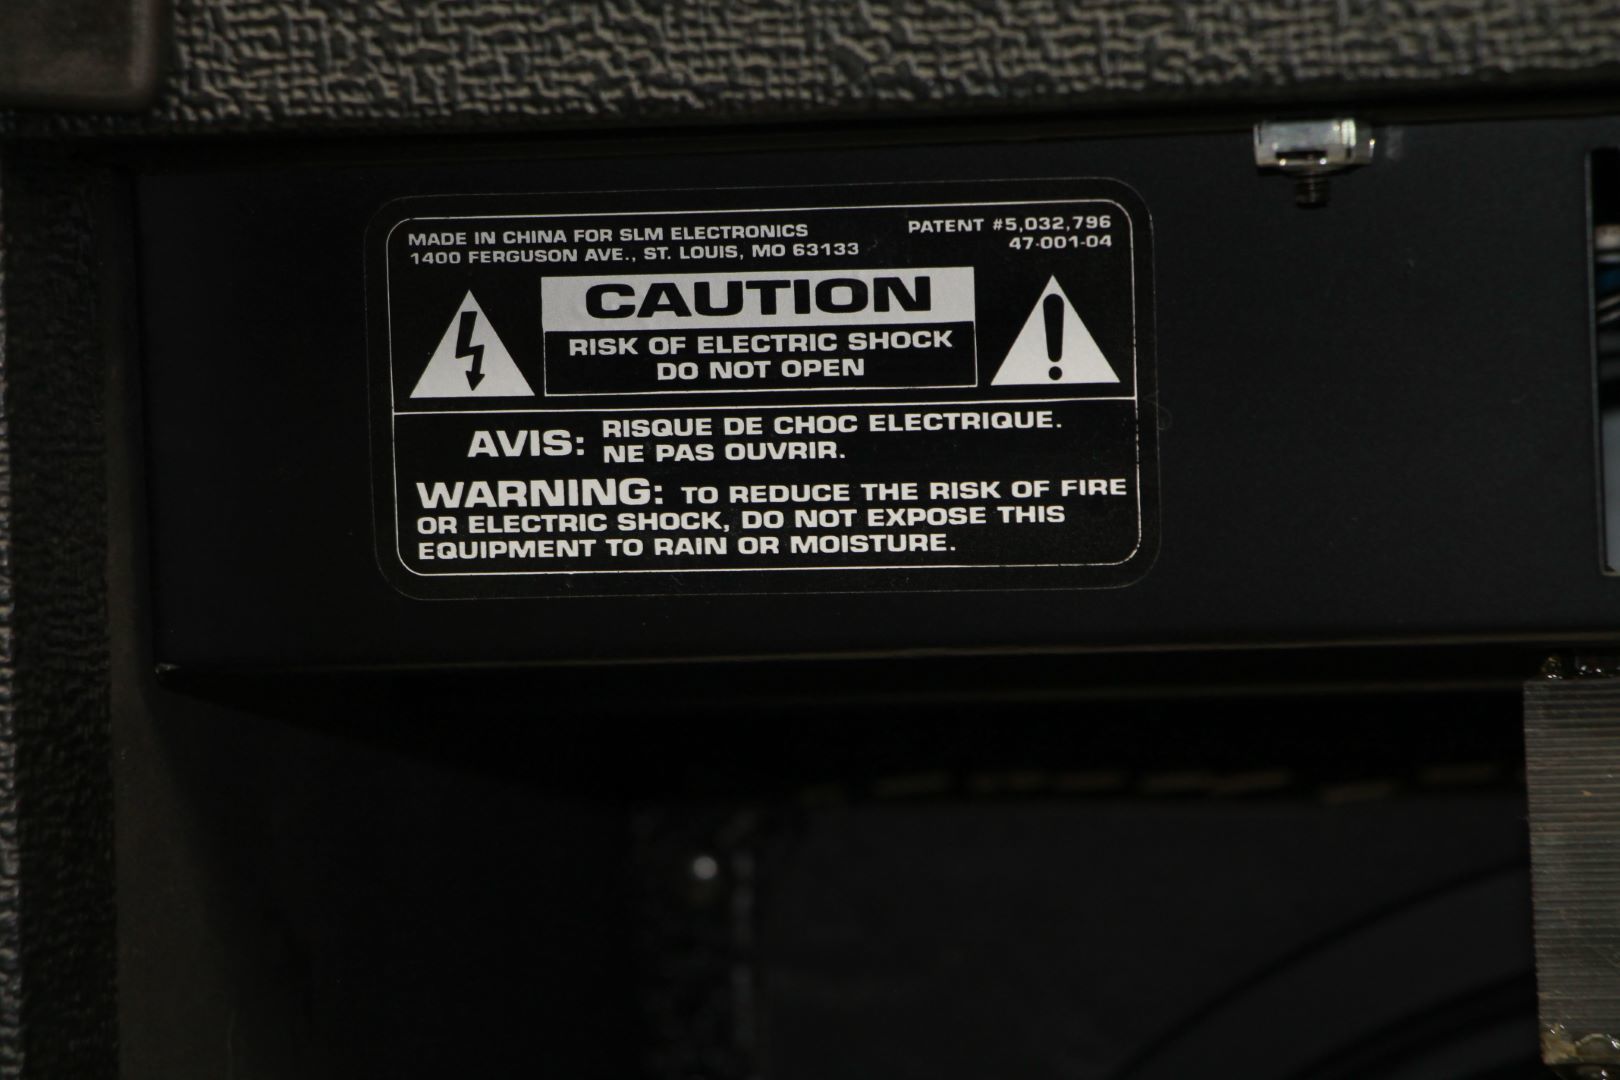 MADE IN CHINA FOR SLM ELECTRONICS
1400 FERGUSON AVE., ST. LOUIS, MO 63133
PATENT #5,032,796
47-001-04
CAUTION
RISK OF ELECTRIC SHOCK
DO NOT OPEN
AVIS: RISQUE DE CHOC ELECTRIQUE.
NE PAS OUVRIR.
WARNING: TO REDUCE THE RISK OF FIRE
OR ELECTRIC SHOCK, DO NOT EXPOSE THIS
EQUIPMENT TO RAIN OR MOISTURE.